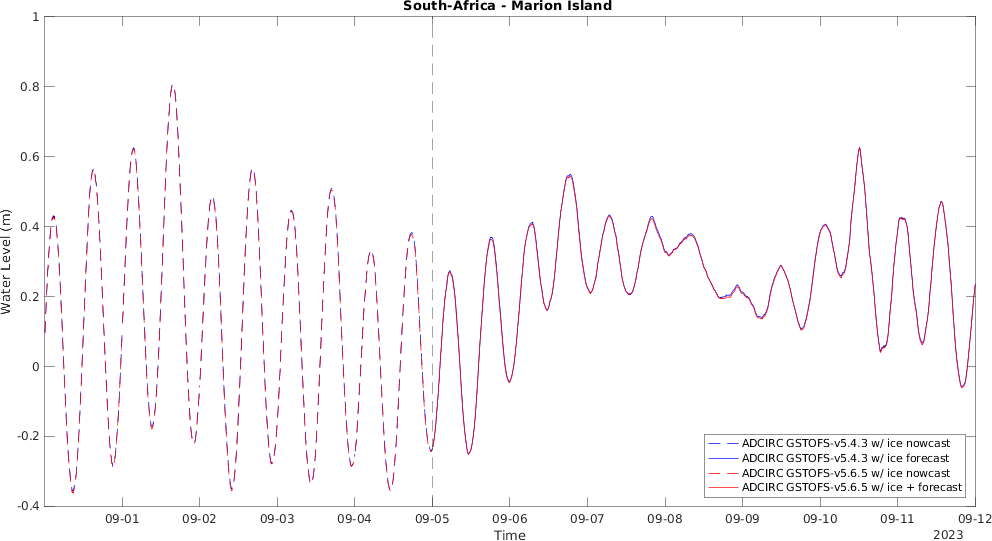 South-Africa - Marion Island
Water Level (m)
1
0.8
0.6
0.4
0.2
0
-0.2
-0.4
ADCIRC GSTOFS-v5.4.3 w/ ice nowcast
ADCIRC GSTOFS-v5.4.3 w/ ice forecast
ADCIRC GSTOFS-v5.6.5 w/ ice nowcast
ADCIRC GSTOFS-v5.6.5 w/ ice + forecast
09-01 09-02 09-03 09-04 09-05 09-06 09-07 09-08 09-09 09-10 09-11 09-12
Time
2023